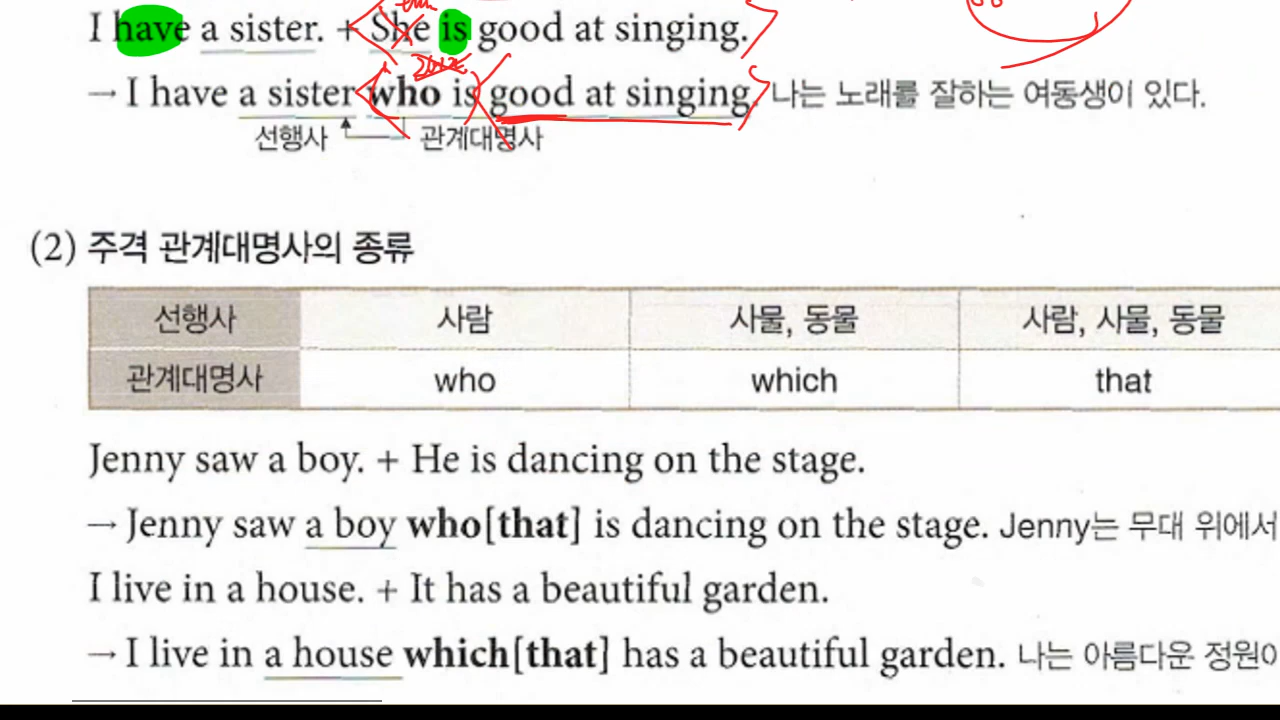 I have a sister. + She is good at singing.
→ I have a sister who is good at singing. 나는 노래를 잘하는 여동생이 있다.
선행사 관계대명사
(2) 주격 관계대명사의 종류
선행사 사람 사물, 동물 사람, 사물, 동물
관계대명사 who which that
Jenny saw a boy. + He is dancing on the stage.
→ Jenny saw a boy who[that] is dancing on the stage. Jenny는 무대 위에서
I live in a house. + It has a beautiful garden.
→ I live in a house which[that] has a beautiful garden. 나는 아름다운 정원이